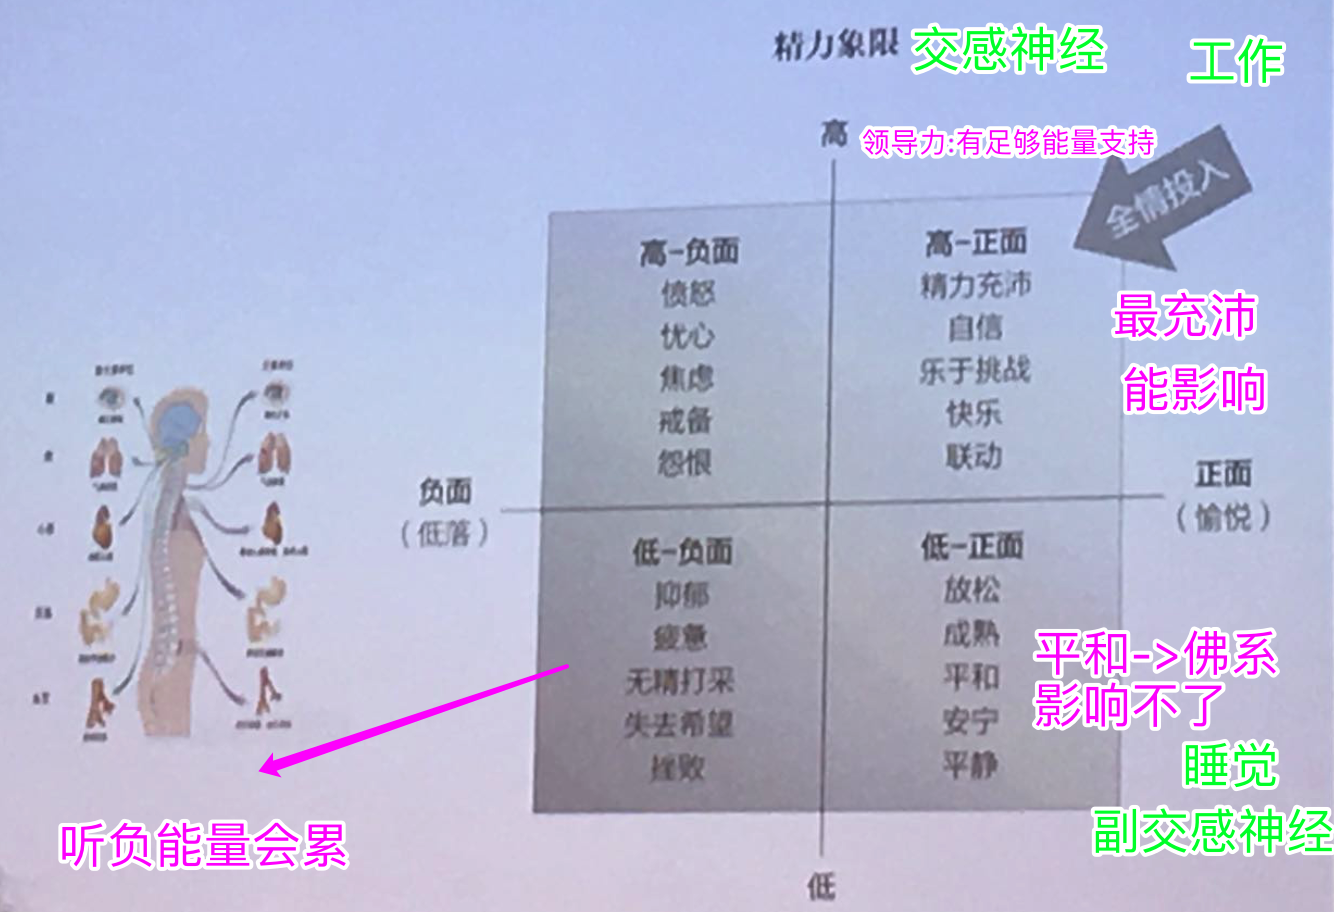 精力象限 交感神经 工作
高 领导力:有足够能量支持
全情投入
高-负面
愤怒
忧心
焦虑
戒备
怨恨
高-正面
精力充沛
自信
乐于挑战
快乐
联动
最充沛
能影响
负面
（低落）
正面
（愉悦）
低-负面
抑郁
疲惫
无精打采
失去希望
挫败
低-正面
放松
成熟
平和
安宁
平静
平和->佛系
影响不了
睡觉
副交感神经
听负能量会累
低